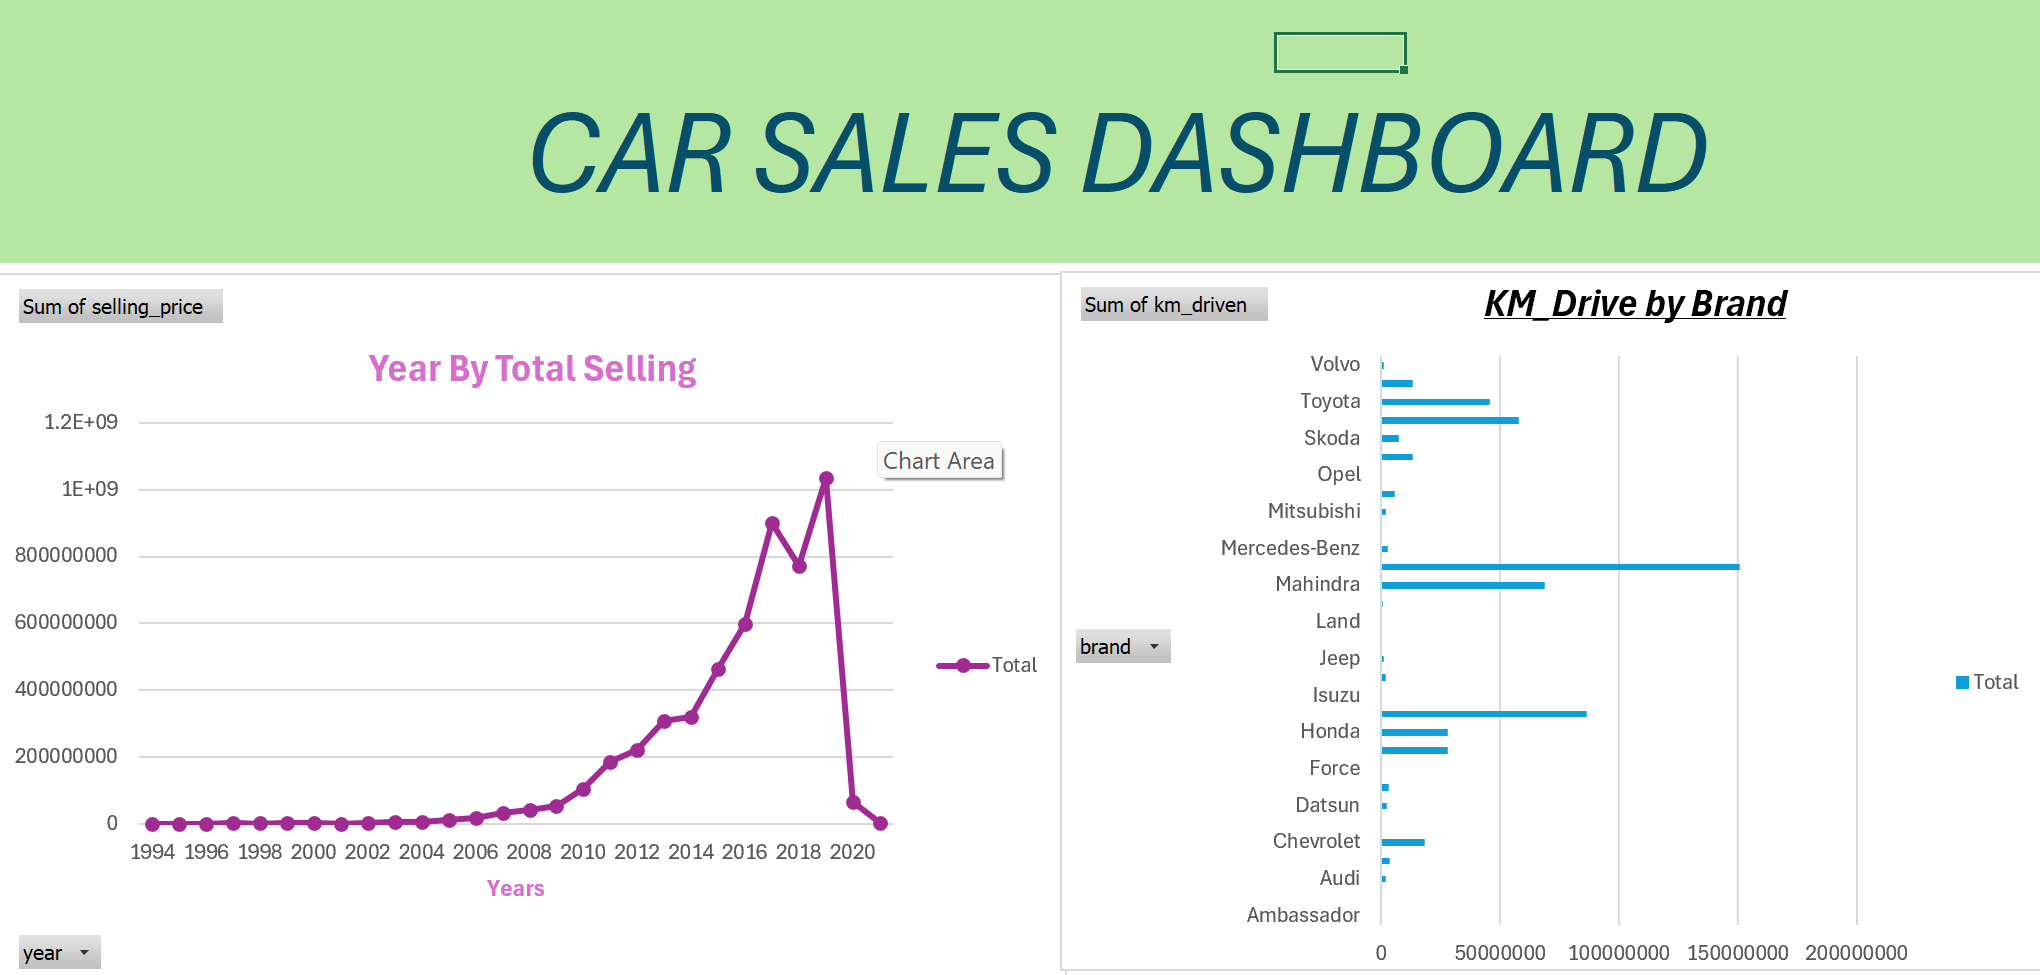 CAR SALES DASHBOARD
Sum of selling_price
Year By Total Selling
1.2E+09
1E+09
800000000
600000000
400000000
200000000
0
1994 1996 1998 2000 2002 2004 2006 2008 2010 2012 2014 2016 2018 2020
Years
Chart Area
Total
year
Sum of km_driven
KM_Drive by Brand
Volvo
Toyota
Skoda
Opel
Mitsubishi
Mercedes-Benz
Mahindra
Land
Jeep
Isuzu
Honda
Force
Datsun
Chevrolet
Audi
Ambassador
0 50000000 100000000 150000000 200000000
brand
Total